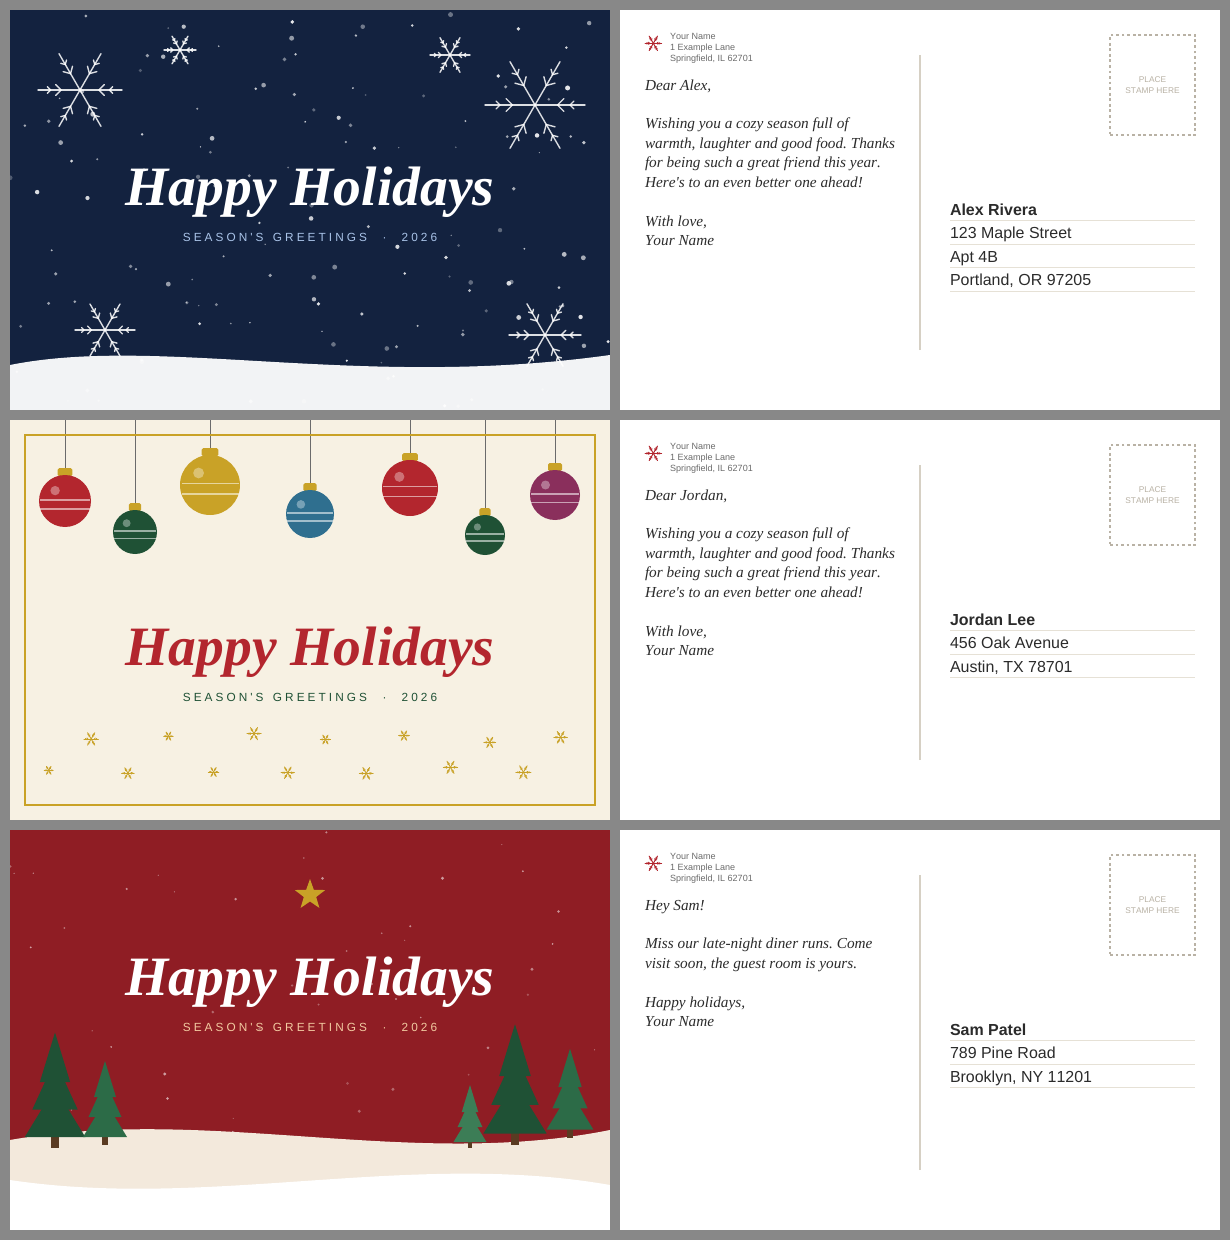 Happy Holidays
SEASON'S GREETINGS · 2026
Your Name
1 Example Lane
Springfield, IL 62701
Dear Alex,
Wishing you a cozy season full of
warmth, laughter and good food. Thanks
for being such a great friend this year.
Here's to an even better one ahead!
With love,
Your Name
PLACE
STAMP HERE
Alex Rivera
123 Maple Street
Apt 4B
Portland, OR 97205
Happy Holidays
SEASON'S GREETINGS · 2026
Your Name
1 Example Lane
Springfield, IL 62701
Dear Jordan,
Wishing you a cozy season full of
warmth, laughter and good food. Thanks
for being such a great friend this year.
Here's to an even better one ahead!
With love,
Your Name
PLACE
STAMP HERE
Jordan Lee
456 Oak Avenue
Austin, TX 78701
Happy Holidays
SEASON'S GREETINGS · 2026
Your Name
1 Example Lane
Springfield, IL 62701
Hey Sam!
Miss our late-night diner runs. Come
visit soon, the guest room is yours.
Happy holidays,
Your Name
PLACE
STAMP HERE
Sam Patel
789 Pine Road
Brooklyn, NY 11201